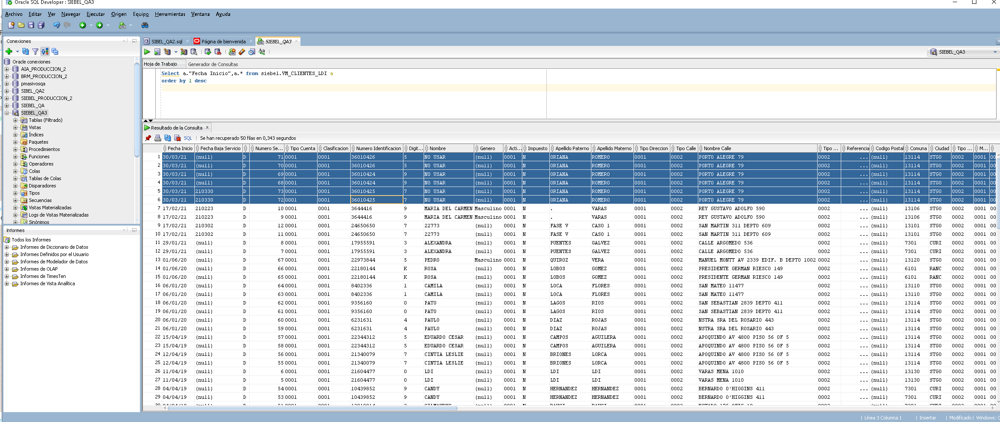 Oracle SQL Developer : SIEBEL_QA3
Archivo Editar Ver Navegar Ejecutar Origen Equipo Herramientas Ventana Ayuda
Conexiones
Oracle conexiones
AIA_PRODUCCION_2
BRM_PRODUCCION_2
pmasivosqa
SIBEL_QA2
SIEBEL_PRODUCCION_2
SIEBEL_QA
SIEBEL_QA3
Tablas (Filtrado)
Vistas
Índices
Paquetes
Procedimientos
Funciones
Operadores
Colas
Tablas de Colas
Disparadores
Tipos
Secuencias
Vistas Materializadas
Logs de Vistas Materializadas
Sinónimos
Informes
Todos los Informes
Informes de Diccionario de Datos
Informes Definidos por el Usuario
Informes de Modelador de Datos
Informes de OLAP
Informes de TimesTen
Informes de Vista Analítica
SIBEL_QA2.sql Página de bienvenida SIEBEL_QA3
SIEBEL_QA3
Hoja de Trabajo Generador de Consultas
Select a."Fecha Inicio",a.* from siebel.VM_CLIENTES_LDI a
order by 1 desc
Resultado de la Consulta
SQL | Se han recuperado 50 filas en 0,343 segundos
Fecha Inicio Fecha Baja Servicio Numero Se... Tipo Cuenta Clasificacion Numero Identificacion Digit... Nombre Genero Acti... Impuesto Apellido Paterno Apellido Materno Tipo Direccion Tipo Calle Nombre Calle Tipo ... Referencia Codigo Postal Comuna Ciudad Tipo ... M...
1 30/03/21 (null) D 71 0001 0001 36010426 5 NO USAR (null) 0001 N ORIANA ROMERO 0001 0002 PORTO ALEGRE 79 0002 ... (null) 13114 STGO 0002 0001 00
2 30/03/21 (null) D 70 0001 0001 36010426 5 NO USAR (null) 0001 N ORIANA ROMERO 0001 0002 PORTO ALEGRE 79 0002 ... (null) 13114 STGO 0002 0001 00
3 30/03/21 (null) D 69 0001 0001 36010424 9 NO USAR (null) 0001 N ORIANA ROMERO 0001 0002 PORTO ALEGRE 79 0002 ... (null) 13114 STGO 0002 0001 00
4 30/03/21 (null) D 68 0001 0001 36010424 9 NO USAR (null) 0001 N ORIANA ROMERO 0001 0002 PORTO ALEGRE 79 0002 ... (null) 13114 STGO 0002 0001 00
5 30/03/21 210330 D 73 0001 0001 36010425 7 NO USAR (null) 0001 N ORIANA ROMERO 0001 0002 PORTO ALEGRE 79 0002 ... (null) 13114 STGO 0002 0001 00
6 30/03/21 210330 D 72 0001 0001 36010425 7 NO USAR (null) 0001 N ORIANA ROMERO 0001 0002 PORTO ALEGRE 79 0002 ... (null) 13114 STGO 0002 0001 00
7 17/02/21 210223 D 10 0001 0001 3644416 9 MARIA DEL CARMEN Masculino 0001 N . VARAS 0001 0002 REY GUSTAVO ADOLFO 590 0002 ... (null) 13106 STGO 0002 0001 00
8 17/02/21 210223 D 9 0001 0001 3644416 9 MARIA DEL CARMEN Masculino 0001 N . VARAS 0001 0002 REY GUSTAVO ADOLFO 590 0002 ... (null) 13106 STGO 0002 0001 00
9 17/02/21 210302 D 12 0001 0001 24650650 7 22773 (null) 0001 N FASE V CASO 1 0001 0002 SAN MARTIN 311 DEPTO 609 0002 ... (null) 13101 STGO 0002 0001 00
10 17/02/21 210302 D 11 0001 0001 24650650 7 22773 (null) 0001 N FASE V CASO 1 0001 0002 SAN MARTIN 311 DEPTO 609 0002 ... (null) 13101 STGO 0002 0001 00
11 29/01/21 (null) D 8 0001 0001 17955591 3 ALEXANDRA (null) 0001 N PUENTES GALVEZ 0001 0002 CALLE ARGOMEDO 536 0002 ... (null) 7301 CURI 0002 0001 00
12 29/01/21 (null) D 7 0001 0001 17955591 3 ALEXANDRA (null) 0001 N PUENTES GALVEZ 0001 0002 CALLE ARGOMEDO 536 0002 ... (null) 7301 CURI 0002 0001 00
13 01/06/20 (null) D 67 0001 0001 22973844 5 PEDRO Masculino 0001 N QUIROZ VERA 0001 0002 MANUEL MONTT AV 2339 EDIF. B DEPTO 1002 0002 ... (null) 13120 STGO 0002 0001 00
14 01/06/20 (null) D 66 0001 0001 22180144 K ROSA (null) 0001 N LOBOS GOMEZ 0001 0002 PRESIDENTE GERMAN RIESCO 149 0002 ... (null) 6101 RANC 0002 0001 00
15 01/06/20 (null) D 65 0001 0001 22180144 K ROSA (null) 0001 N LOBOS GOMEZ 0001 0002 PRESIDENTE GERMAN RIESCO 149 0002 ... (null) 6101 RANC 0002 0001 00
16 06/01/20 (null) D 64 0001 0001 8402336 1 CAMILA (null) 0001 N LOCA FLORES 0001 0002 SAN MATEO 11477 0002 ... (null) 13110 STGO 0002 0001 00
17 06/01/20 (null) D 63 0001 0001 8402336 1 CAMILA (null) 0001 N LOCA FLORES 0001 0002 SAN MATEO 11477 0002 ... (null) 13110 STGO 0002 0001 00
18 06/01/20 (null) D 62 0001 0001 9356160 0 PATO (null) 0001 N LAGOS RIOS 0001 0002 SAN SEBASTIAN 2839 DEPTO 411 0002 ... (null) 13114 STGO 0002 0001 00
19 06/01/20 (null) D 61 0001 0001 9356160 0 PATO (null) 0001 N LAGOS RIOS 0001 0002 SAN SEBASTIAN 2839 DEPTO 411 0002 ... (null) 13114 STGO 0002 0001 00
20 06/01/20 (null) D 60 0001 0001 6231631 4 PAULO (null) 0001 N DIAZ ROJAS 0001 0002 NSTRA SRA DEL ROSARIO 443 0002 ... (null) 13114 STGO 0002 0001 00
21 06/01/20 (null) D 59 0001 0001 6231631 4 PAULO (null) 0001 N DIAZ ROJAS 0001 0002 NSTRA SRA DEL ROSARIO 443 0002 ... (null) 13114 STGO 0002 0001 00
22 15/04/19 (null) D 57 0001 0001 22344312 5 EDUARDO CESAR (null) 0001 N CAMPOS AGUILERA 0001 0002 APOQUINDO AV 4800 PISO 56 OF 5 0002 ... (null) 13114 STGO 0002 0001 00
23 15/04/19 (null) D 58 0001 0001 22344312 5 EDUARDO CESAR (null) 0001 N CAMPOS AGUILERA 0001 0002 APOQUINDO AV 4800 PISO 56 OF 5 0002 ... (null) 13114 STGO 0002 0001 00
24 12/04/19 (null) D 56 0001 0001 21340079 7 CINTIA LESLIE (null) 0001 N BRIONES LORCA 0001 0002 APOQUINDO AV 4800 PISO 56 OF 5 0002 ... (null) 13114 STGO 0002 0001 00
25 12/04/19 (null) D 55 0001 0001 21340079 7 CINTIA LESLIE (null) 0001 N BRIONES LORCA 0001 0002 APOQUINDO AV 4800 PISO 56 OF 5 0002 ... (null) 13114 STGO 0002 0001 00
26 11/04/19 (null) D 6 0001 0001 21604477 0 LDI (null) 0001 N LDI LDI 0001 0002 VARAS MENA 1010 0002 ... (null) 13130 STGO 0002 0001 00
27 11/04/19 (null) D 5 0001 0001 21604477 0 LDI (null) 0001 N LDI LDI 0001 0002 VARAS MENA 1010 0002 ... (null) 13130 STGO 0002 0001 00
28 04/04/19 (null) D 54 0001 0001 10439852 9 CANDY (null) 0001 N HERNANDEZ HERNANDEZ 0001 0002 BERNARDO O'HIGGINS 411 0002 ... (null) 7301 CURI 0002 0001 00
29 04/04/19 (null) D 53 0001 0001 10439852 9 CANDY (null) 0001 N HERNANDEZ HERNANDEZ 0001 0002 BERNARDO O'HIGGINS 411 0002 ... (null) 7301 CURI 0002 0001 00
| Línea 3 Columna 1 | Insertar | Modificado | Windows: C